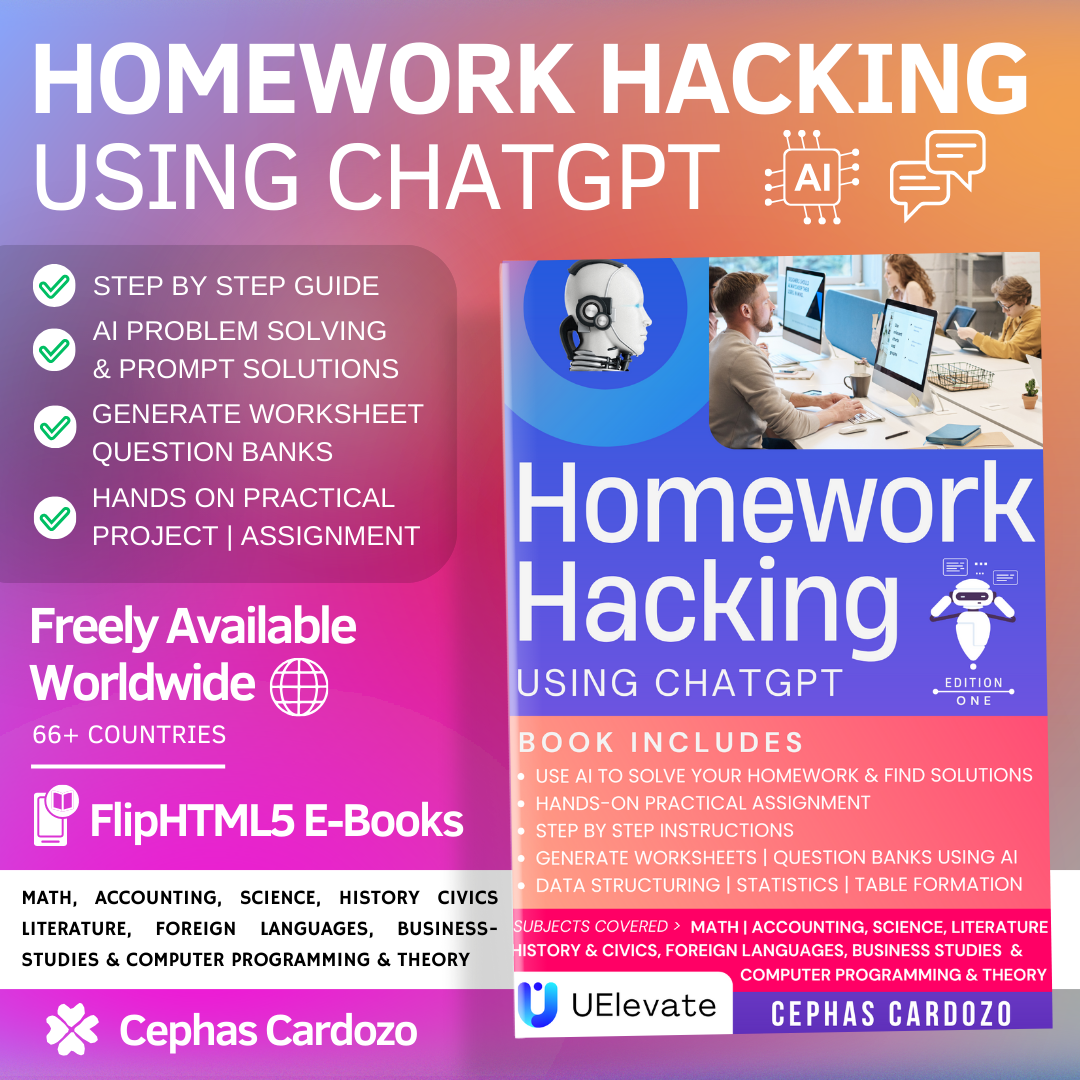 HOMEWORK HACKING
USING CHATGPT
AI
STEP BY STEP GUIDE
AI PROBLEM SOLVING
& PROMPT SOLUTIONS
GENERATE WORKSHEET
QUESTION BANKS
HANDS ON PRACTICAL
PROJECT | ASSIGNMENT
Freely Available
Worldwide
66+ COUNTRIES
FlipHTML5 E-Books
MATH, ACCOUNTING, SCIENCE, HISTORY CIVICS
LITERATURE, FOREIGN LANGUAGES, BUSINESS-
STUDIES & COMPUTER PROGRAMMING & THEORY
Cephas Cardozo
Homework
Hacking
USING CHATGPT
EDITION
ONE
BOOK INCLUDES
• USE AI TO SOLVE YOUR HOMEWORK & FIND SOLUTIONS
• HANDS-ON PRACTICAL ASSIGNMENT
• STEP BY STEP INSTRUCTIONS
• GENERATE WORKSHEETS | QUESTION BANKS USING AI
• DATA STRUCTURING | STATISTICS | TABLE FORMATION
SUBJECTS COVERED > MATH | ACCOUNTING, SCIENCE, LITERATURE
HISTORY & CIVICS, FOREIGN LANGUAGES, BUSINESS STUDIES &
COMPUTER PROGRAMMING & THEORY
UElevate
CEPHAS CARDOZO